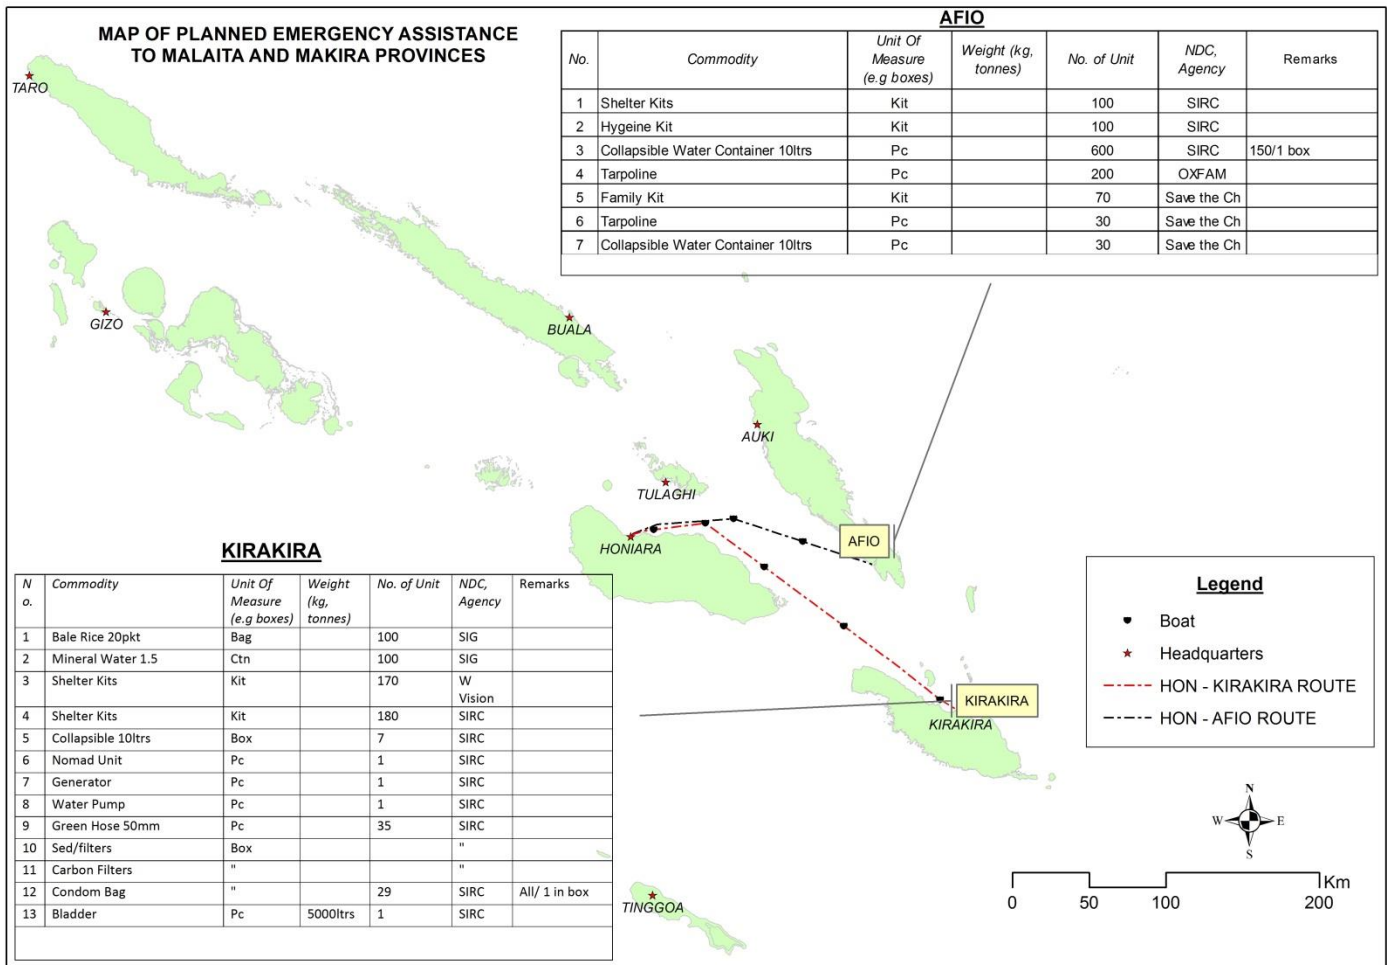 MAP OF PLANNED EMERGENCY ASSISTANCE
TO MALAITA AND MAKIRA PROVINCES
AFIO
No. Commodity Unit Of Measure (e.g boxes) Weight (kg, tonnes) No. of Unit NDC, Agency Remarks
1 Shelter Kits Kit 100 SIRC
2 Hygeine Kit Kit 100 SIRC
3 Collapsible Water Container 10ltrs Pc 600 SIRC 150/1 box
4 Tarpoline Pc 200 OXFAM
5 Family Kit Kit 70 Save the Ch
6 Tarpoline Pc 30 Save the Ch
7 Collapsible Water Container 10ltrs Pc 30 Save the Ch
TARO
GIZO
BUALA
AUKI
TULAGHI
HONIARA
AFIO
KIRAKIRA
KIRAKIRA
TINGGOA
KIRAKIRA
No. Commodity Unit Of Measure (e.g boxes) Weight (kg, tonnes) No. of Unit NDC, Agency Remarks
1 Bale Rice 20pkt Bag 100 SIG
2 Mineral Water 1.5 Ctn 100 SIG
3 Shelter Kits Kit 170 W Vision
4 Shelter Kits Kit 180 SIRC
5 Collapsible 10ltrs Box 7 SIRC
6 Nomad Unit Pc 1 SIRC
7 Generator Pc 1 SIRC
8 Water Pump Pc 1 SIRC
9 Green Hose 50mm Pc 35 SIRC
10 Sed/filters Box "
11 Carbon Filters " "
12 Condom Bag " 29 SIRC All/ 1 in box
13 Bladder Pc 5000ltrs 1 SIRC
Legend
Boat
Headquarters
HON - KIRAKIRA ROUTE
HON - AFIO ROUTE
N
W E
S
Km
0 50 100 200